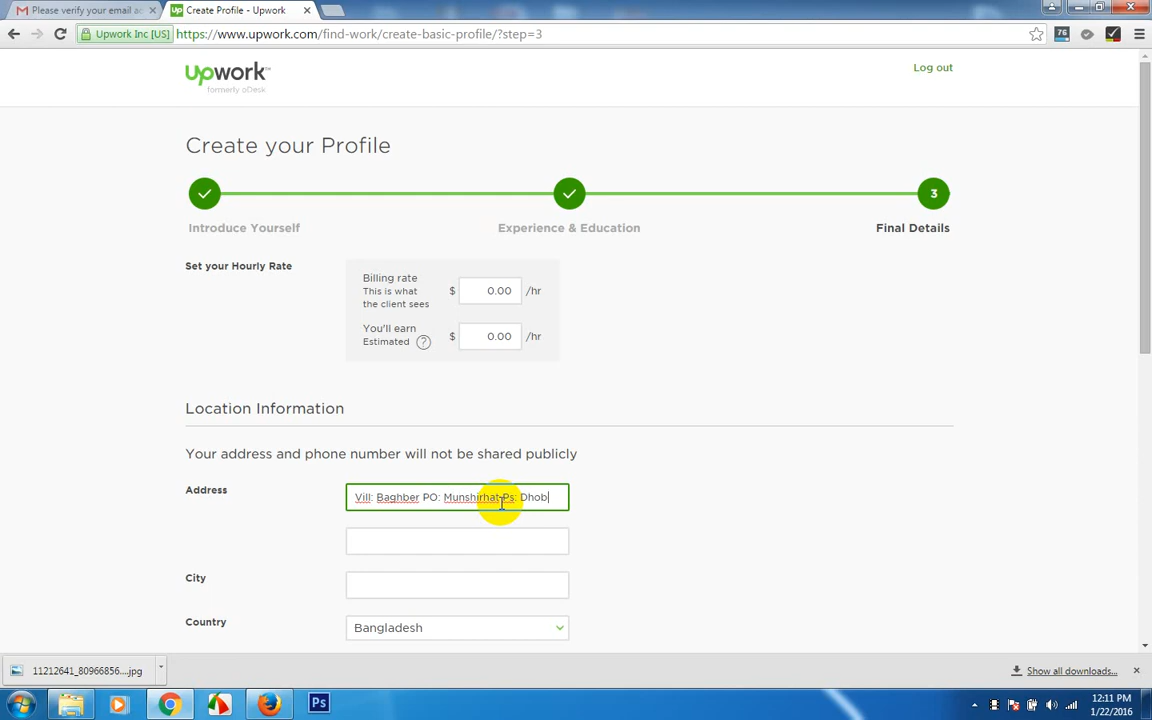 Please verify your email ad
Create Profile - Upwork
Upwork Inc [US]
https://www.upwork.com/find-work/create-basic-profile/?step=3
76
upwork™
formerly oDesk
Log out
Create your Profile
3
Introduce Yourself
Experience & Education
Final Details
Set your Hourly Rate
Billing rate
This is what
the client sees
$ 0.00 /hr
You'll earn
Estimated ?
$ 0.00 /hr
Location Information
Your address and phone number will not be shared publicly
Address
Vill: Baghber PO: Munshirhat Ps: Dhob
City
Country
Bangladesh
11212641_80966856....jpg
Show all downloads...
Ps
12:11 PM
1/22/2016